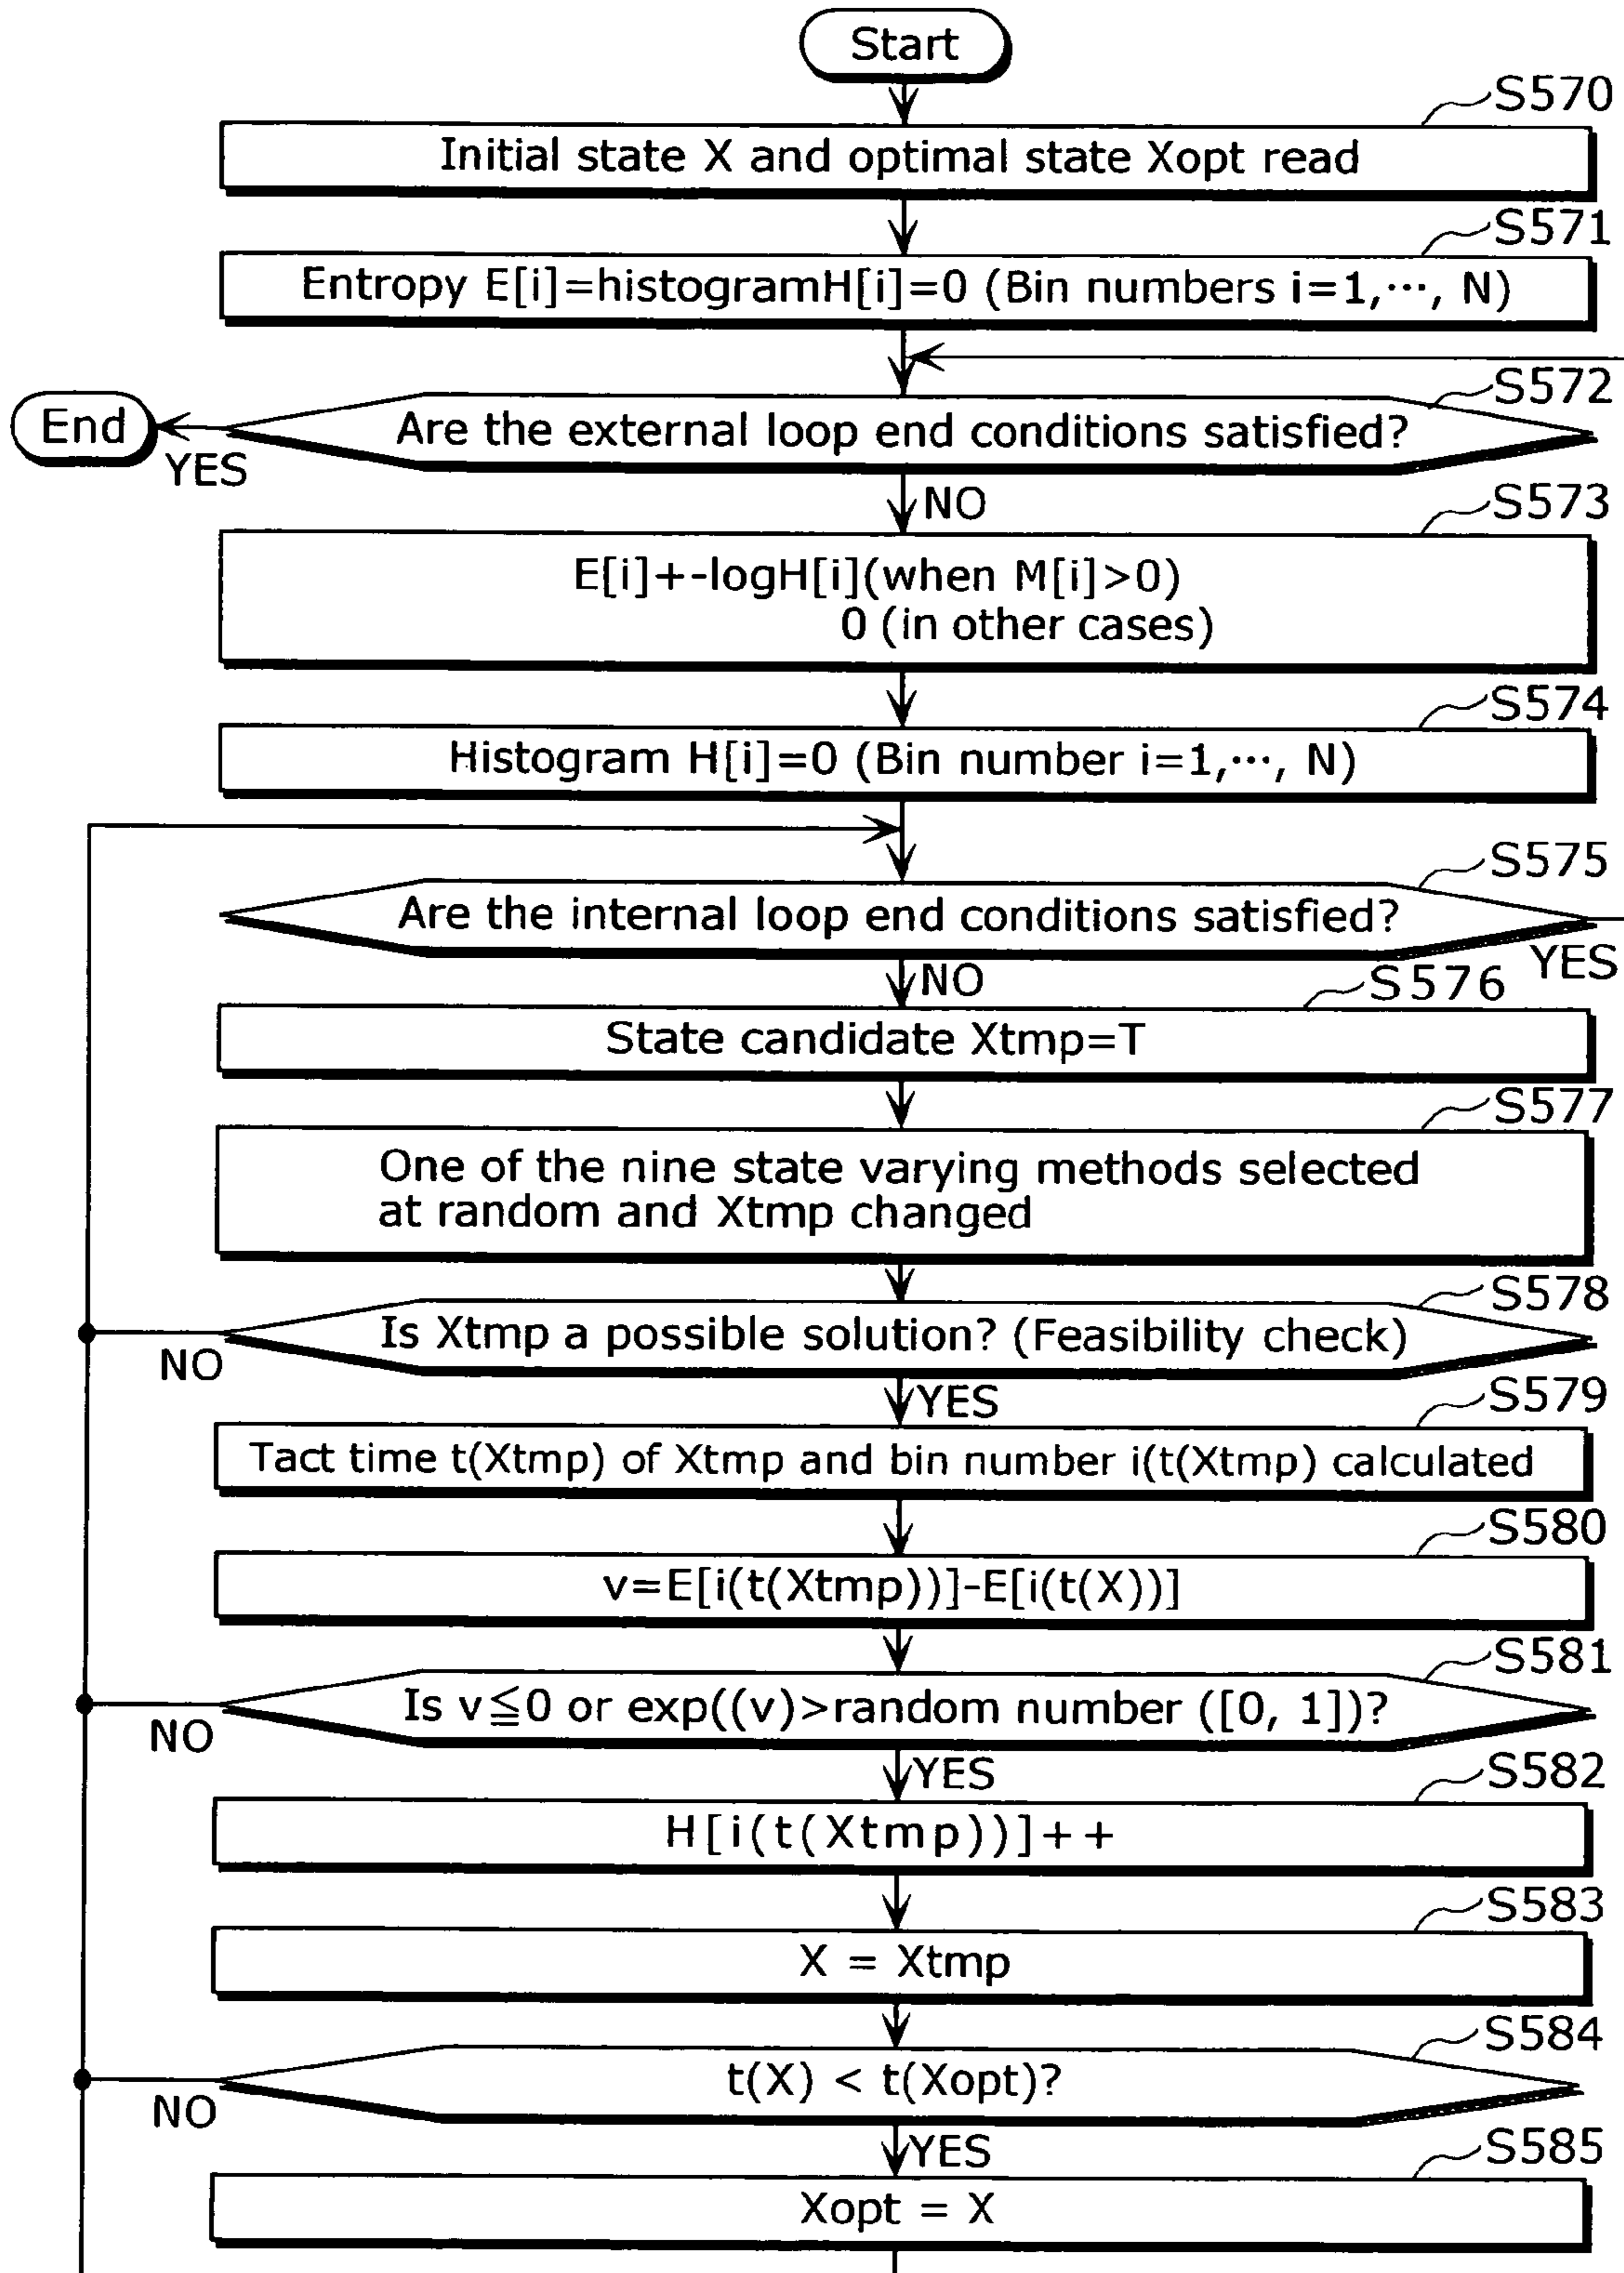 Start
S570
Initial state X and optimal state Xopt read
S571
Entropy E[i]=histogramH[i]=0 (Bin numbers i=1,···, N)
S572
End
Are the external loop end conditions satisfied?
YES
NO
S573
E[i]+-logH[i](when M[i]>0)
0 (in other cases)
S574
Histogram H[i]=0 (Bin number i=1,···, N)
S575
Are the internal loop end conditions satisfied?
YES
NO
S576
State candidate Xtmp=T
S577
One of the nine state varying methods selected
at random and Xtmp changed
S578
Is Xtmp a possible solution? (Feasibility check)
NO
YES
S579
Tact time t(Xtmp) of Xtmp and bin number i(t(Xtmp) calculated
S580
v=E[i(t(Xtmp))]-E[i(t(X))]
S581
Is v≦0 or exp((v)>random number ([0, 1])?
NO
YES
S582
H[i(t(Xtmp))]++
S583
X = Xtmp
S584
t(X) < t(Xopt)?
NO
YES
S585
Xopt = X